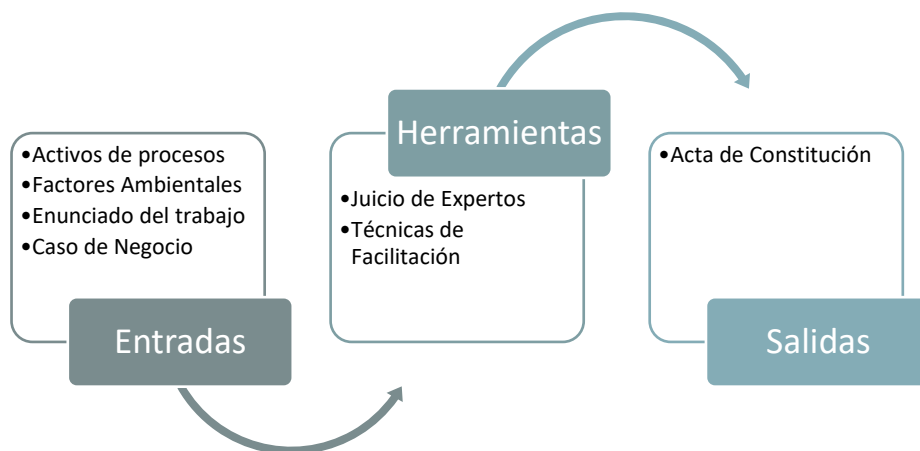 •Activos de procesos
•Factores Ambientales
•Enunciado del trabajo
•Caso de Negocio
Entradas
Herramientas
•Juicio de Expertos
•Técnicas de
Facilitación
•Acta de Constitución
Salidas